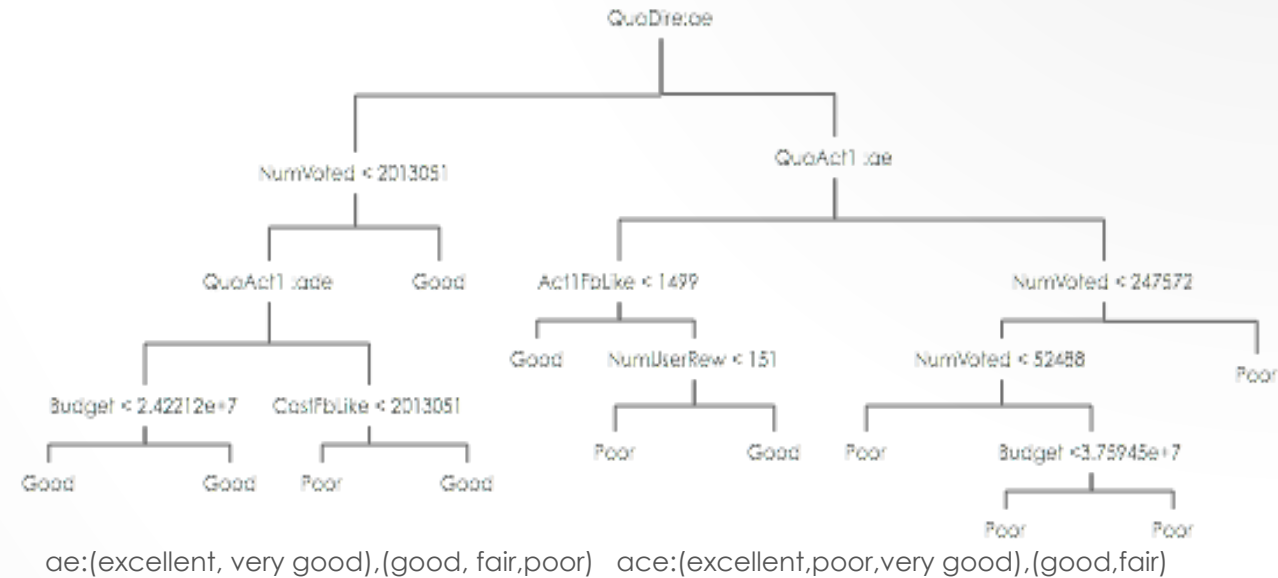 QuaDire:ae
NumVoted < 2013051
QuaAct1 :ae
QuaAct1 :ade
Good
Act1FbLike < 1499
NumVoted < 247572
Good
NumUserRew < 151
NumVoted < 52488
Poor
Budget < 2.42212e+7
CastFbLike < 2013051
Poor
Good
Poor
Budget <3.75945e+7
Good
Good
Poor
Good
Poor
Poor
ae:(excellent, very good),(good, fair,poor) ace:(excellent,poor,very good),(good,fair)